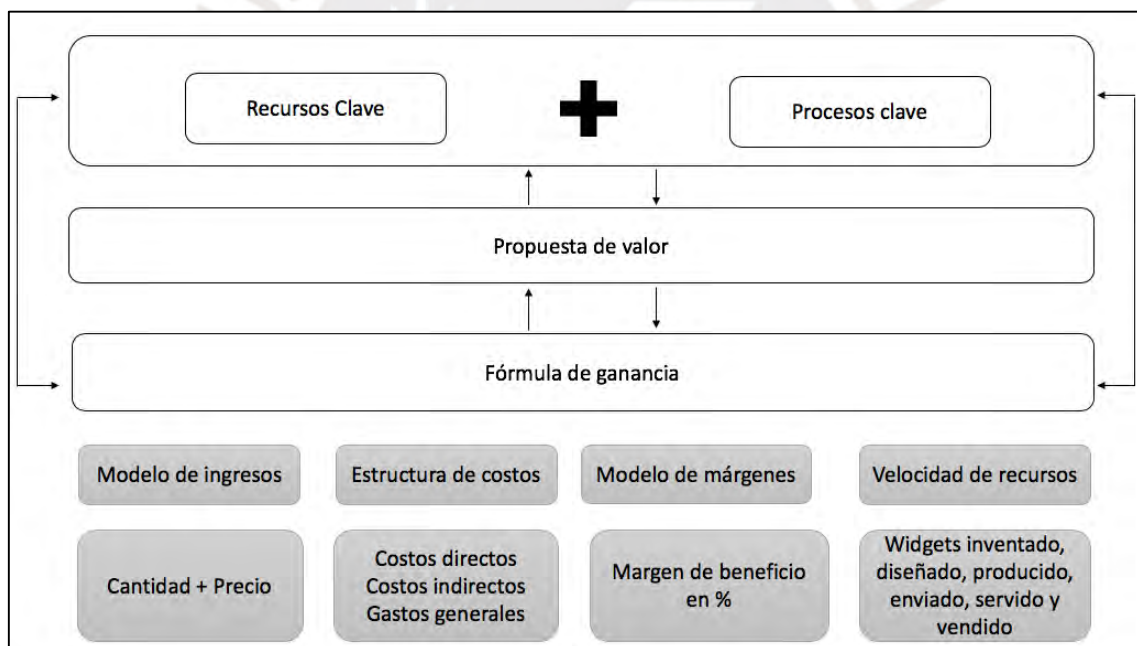 Recursos Clave
Procesos clave
Propuesta de valor
Fórmula de ganancia
Modelo de ingresos
Estructura de costos
Modelo de márgenes
Velocidad de recursos
Cantidad + Precio
Costos directos
Costos indirectos
Gastos generales
Margen de beneficio
en %
Widgets inventado,
diseñado, producido,
enviado, servido y
vendido